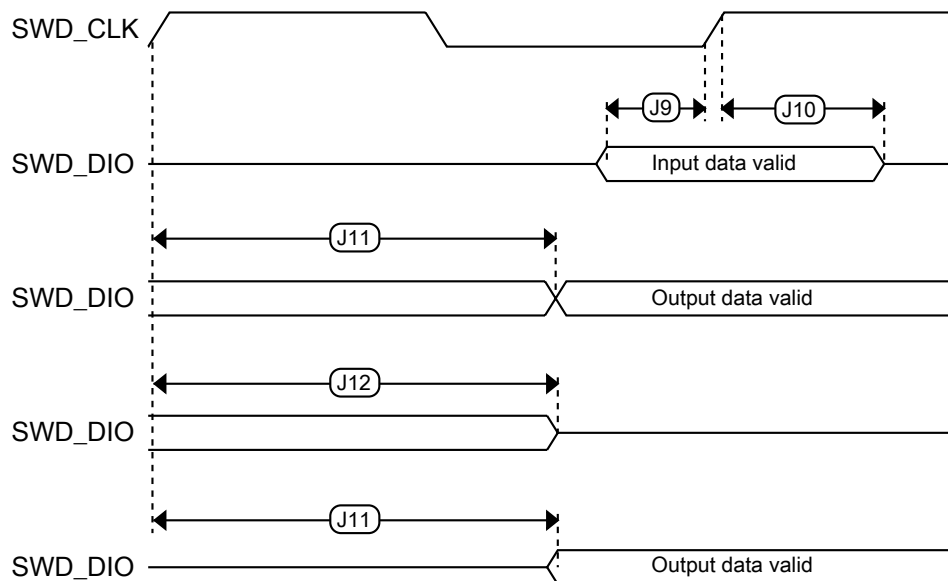 SWD_CLK
J9
J10
SWD_DIO
Input data valid
J11
SWD_DIO
Output data valid
J12
SWD_DIO
J11
SWD_DIO
Output data valid